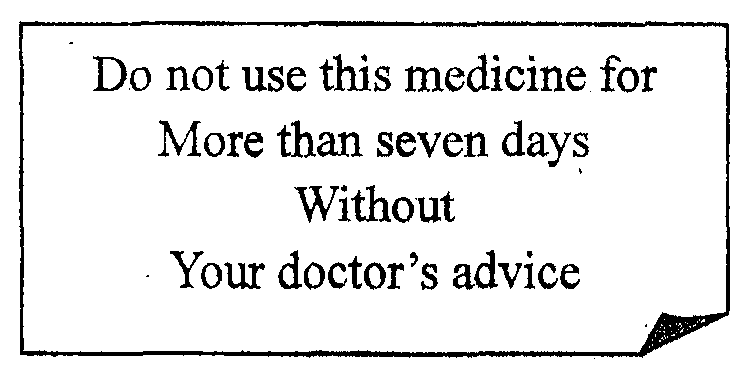 Do not use this medicine for
More than seven days
Without
Your doctor's advice